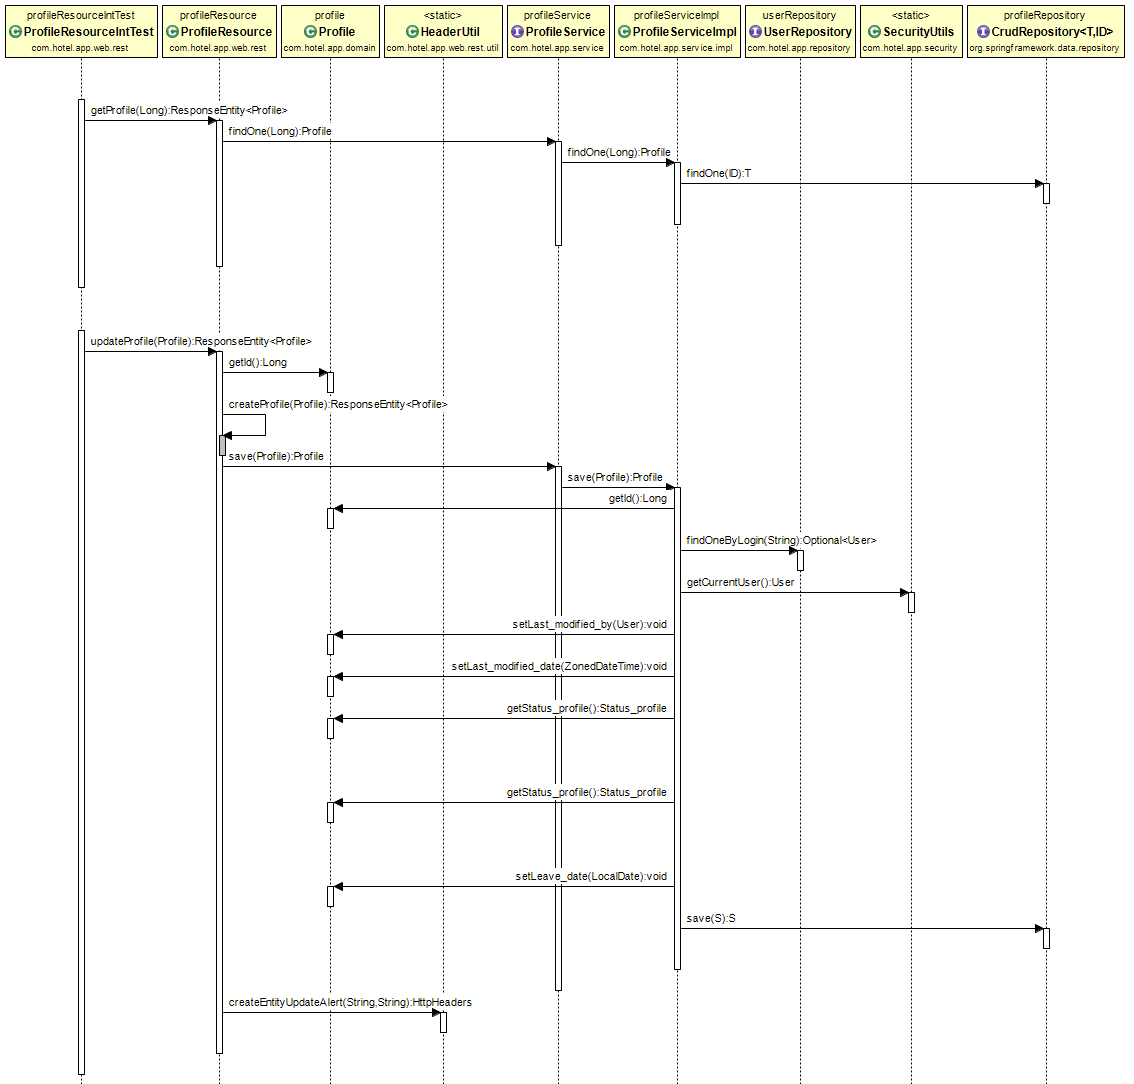 profileResourceIntTest
ProfileResourceIntTest
com.hotel.app.web.rest
profileResource
ProfileResource
com.hotel.app.web.rest
profile
Profile
com.hotel.app.domain
<static>
HeaderUtil
com.hotel.app.web.rest.util
profileService
ProfileService
com.hotel.app.service
profileServiceImpl
ProfileServiceImpl
com.hotel.app.service.impl
userRepository
UserRepository
com.hotel.app.repository
<static>
SecurityUtils
com.hotel.app.security
profileRepository
CrudRepository<T,ID>
org.springframework.data.repository
getProfile(Long):ResponseEntity<Profile>
findOne(Long):Profile
findOne(Long):Profile
findOne(ID):T
updateProfile(Profile):ResponseEntity<Profile>
getId():Long
createProfile(Profile):ResponseEntity<Profile>
save(Profile):Profile
save(Profile):Profile
getId():Long
findOneByLogin(String):Optional<User>
getCurrentUser():User
setLast_modified_by(User):void
setLast_modified_date(ZonedDateTime):void
getStatus_profile():Status_profile
getStatus_profile():Status_profile
setLeave_date(LocalDate):void
save(S):S
createEntityUpdateAlert(String,String):HttpHeaders